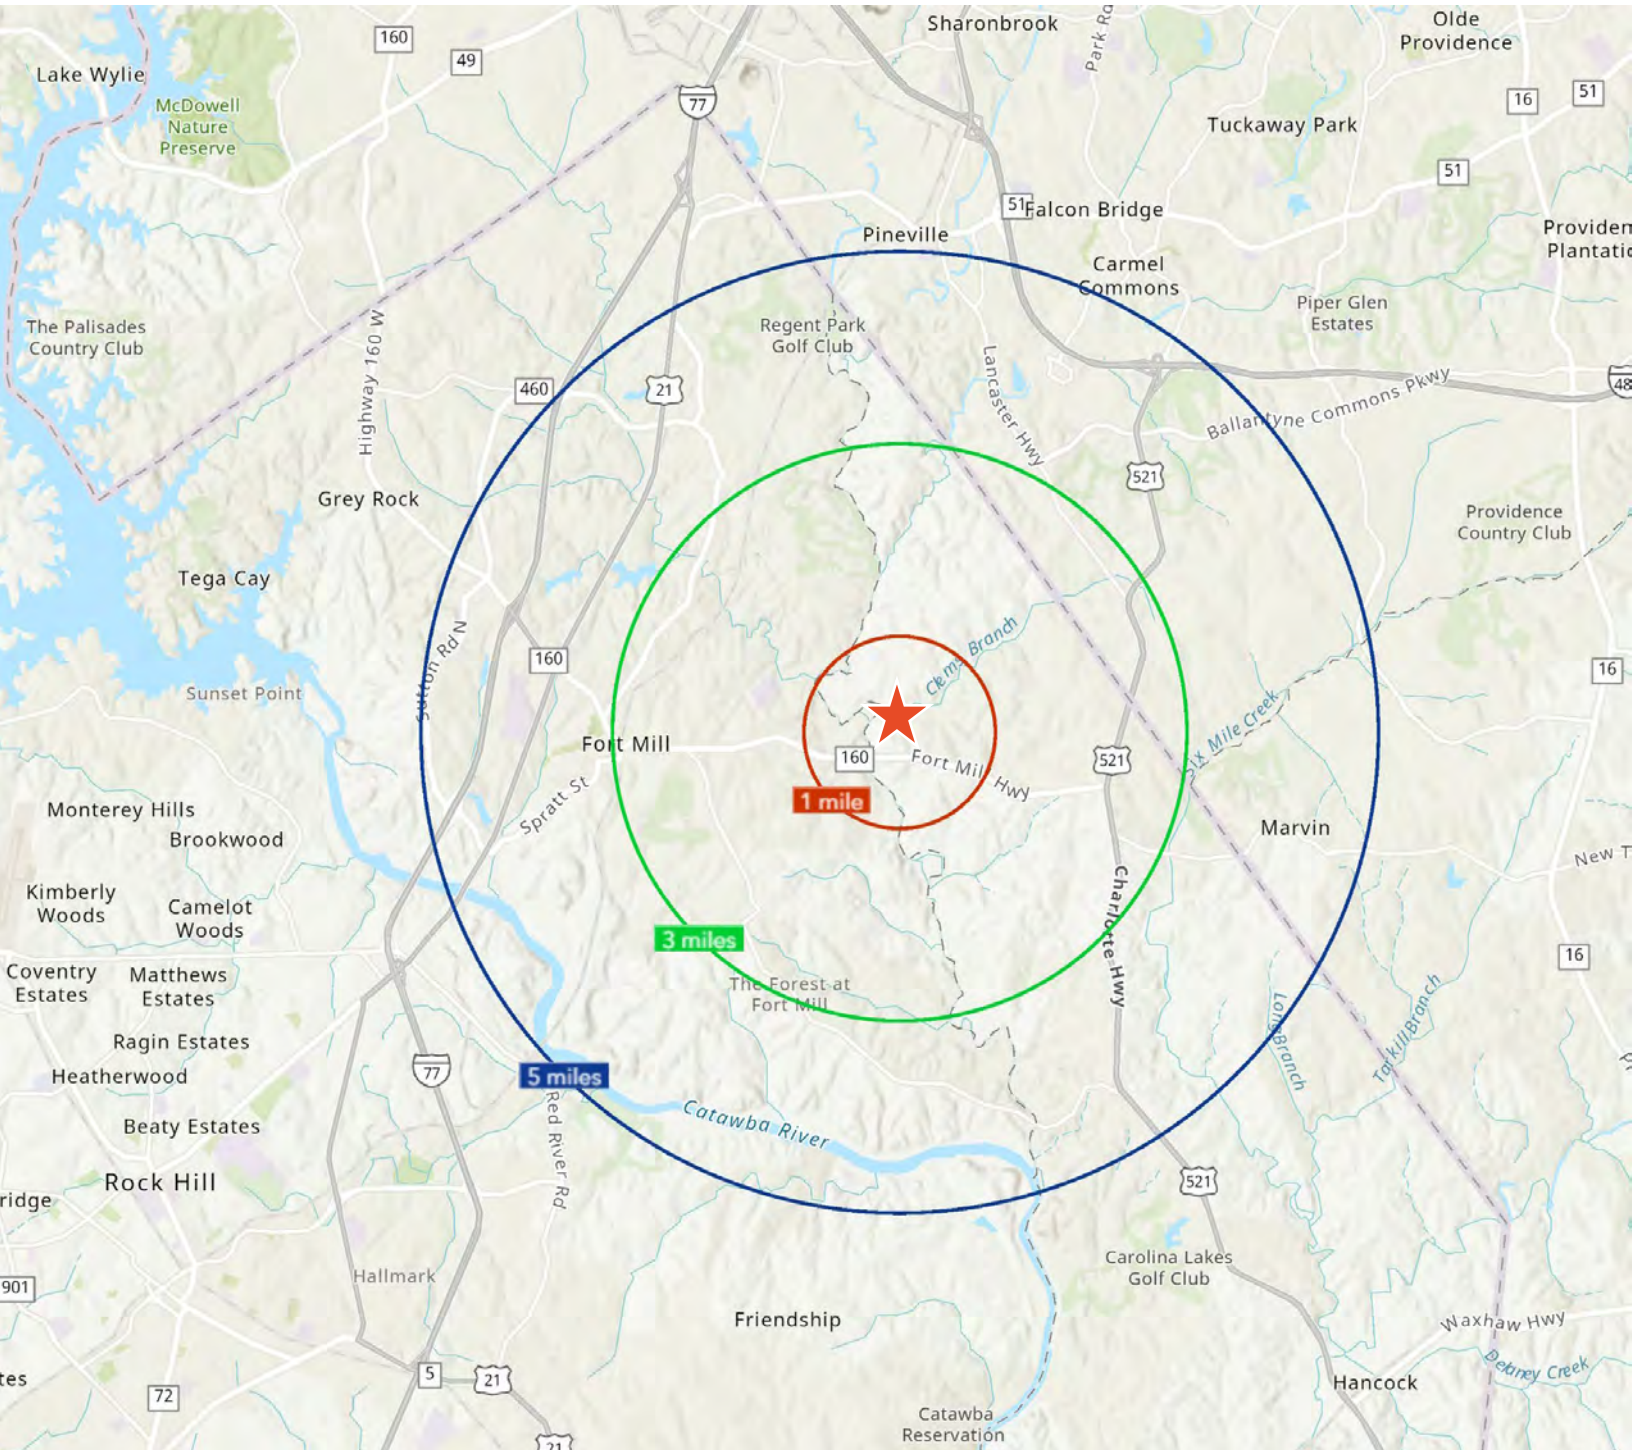 Sharonbrook
Park Rd
Olde
Providence
160
49
Lake Wylie
77
16
51
McDowell
Nature
Preserve
Tuckaway Park
51
51
Falcon Bridge
Pineville
Carmel
Commons
Piper Glen
Estates
The Palisades
Country Club
Regent Park
Golf Club
Highway 160 W
Lancaster Hwy
460
21
Ballantyne Commons Pkwy
521
Grey Rock
Providence
Country Club
Tega Cay
Sutton Rd N
160
Clems Branch
16
Sunset Point
Six Mile Creek
Fort Mill
160
Fort Mill Hwy
521
1 mile
Spratt St
Monterey Hills
Brookwood
Marvin
New T
Kimberly
Woods
Camelot
Woods
Charlotte Hwy
3 miles
16
Coventry
Estates
Matthews
Estates
The Forest at
Fort Mill
Long Branch
Tarkill Branch
Ragin Estates
Heatherwood
77
5 miles
Red River Rd
Catawba River
Beaty Estates
Rock Hill
521
ridge
Carolina Lakes
Golf Club
901
Hallmark
Friendship
Waxhaw Hwy
Delaney Creek
5
21
tes
72
Hancock
Catawba
Reservation
21